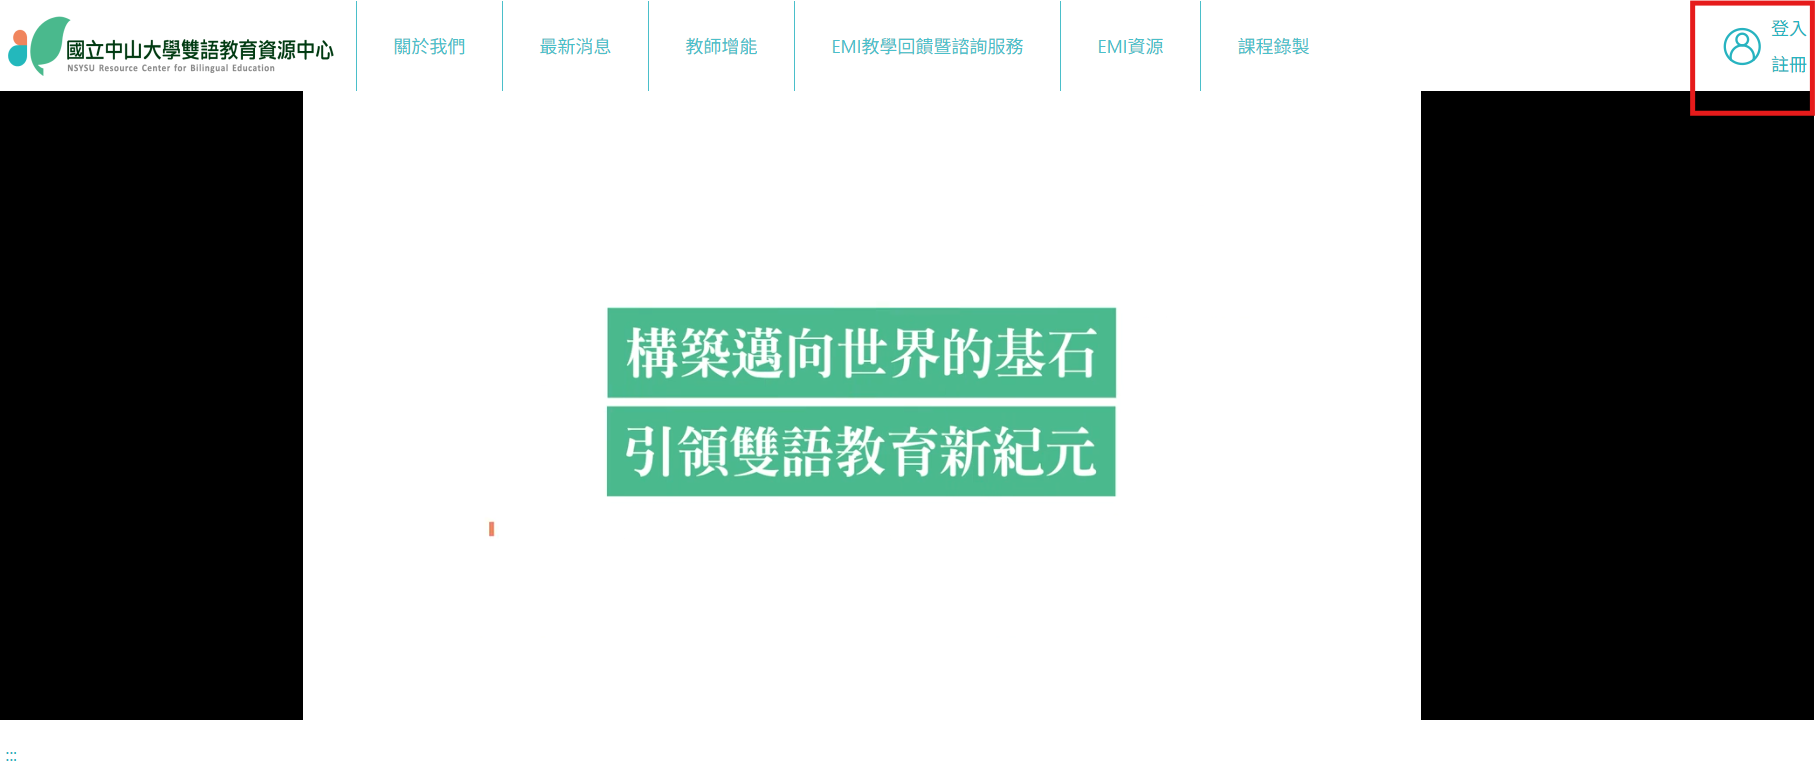 國立中山大學雙語教育資源中心
NSYSU Resource Center for Bilingual Education
關於我們
最新消息
教師增能
EMI教學回饋暨諮詢服務
EMI資源
課程錄製
登入
註冊
構築邁向世界的基石
引領雙語教育新紀元
:::